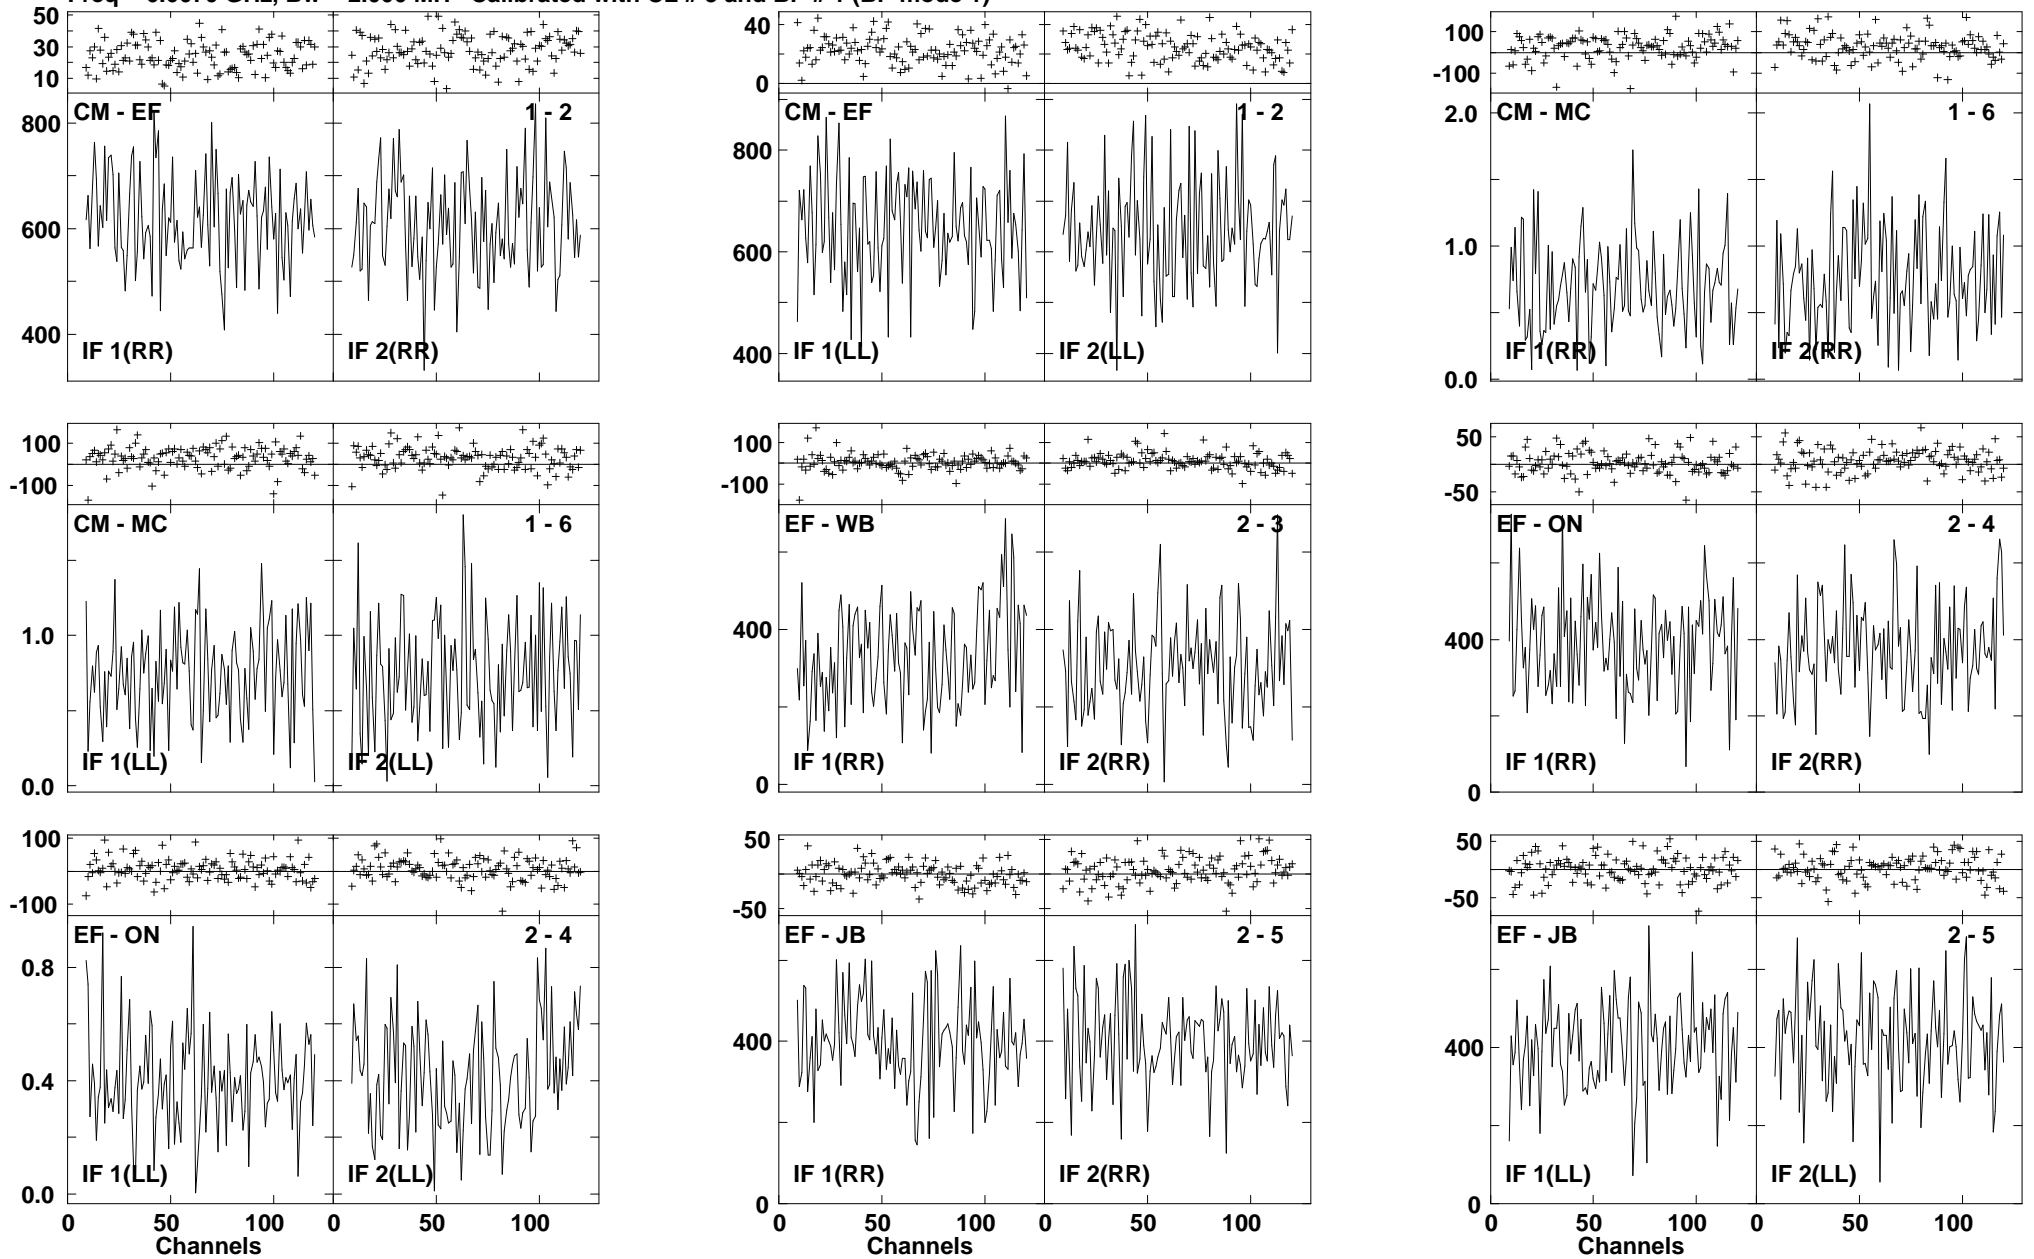 50
30
10
CM - EF 1 - 2
800
600
400
IF 1(RR) IF 2(RR)
40
0
CM - EF 1 - 2
800
600
400
IF 1(LL) IF 2(LL)
100
-100
CM - MC 1 - 6
2.0
1.0
0.0
IF 1(RR) IF 2(RR)
100
-100
CM - MC 1 - 6
1.0
0.0
IF 1(LL) IF 2(LL)
100
-100
EF - WB 2 - 3
400
0
IF 1(RR) IF 2(RR)
50
-50
EF - ON 2 - 4
400
0
IF 1(RR) IF 2(RR)
100
-100
EF - ON 2 - 4
0.8
0.4
0.0
IF 1(LL) IF 2(LL)
0 50 100 0 50 100
Channels
50
-50
EF - JB 2 - 5
400
0
IF 1(RR) IF 2(RR)
0 50 100 0 50 100
Channels
50
-50
EF - JB 2 - 5
400
0
IF 1(LL) IF 2(LL)
0 50 100 0 50 100
Channels